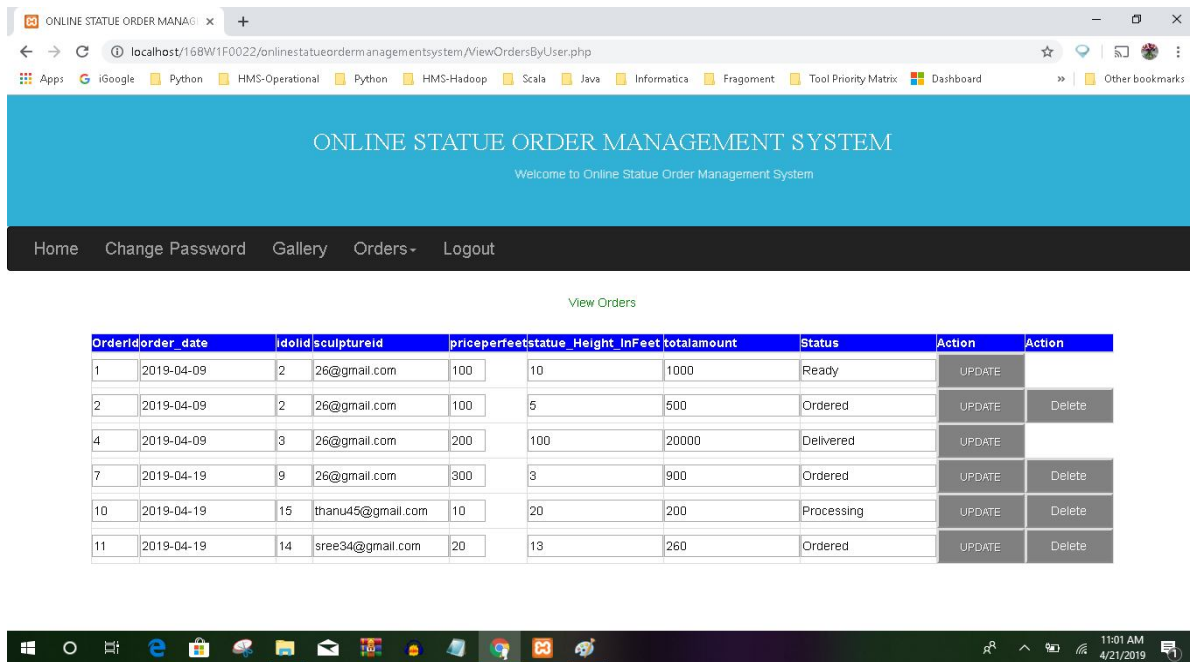 ONLINE STATUE ORDER MANAG
localhost/168W1F0022/onlinestatueordermanagementsystem/ViewOrdersByUser.php
Apps iGoogle Python HMS-Operational Python HMS-Hadoop Scala Java Informatica Fragoment Tool Priority Matrix Dashboard » Other bookmarks
ONLINE STATUE ORDER MANAGEMENT SYSTEM
Welcome to Online Statue Order Management System
Home Change Password Gallery Orders Logout
View Orders
OrderId order_date idolid sculptureid priceperfeet statue_Height_InFeet totalamount Status Action Action
1 2019-04-09 2 26@gmail.com 100 10 1000 Ready UPDATE
2 2019-04-09 2 26@gmail.com 100 5 500 Ordered UPDATE Delete
4 2019-04-09 3 26@gmail.com 200 100 20000 Delivered UPDATE
7 2019-04-19 9 26@gmail.com 300 3 900 Ordered UPDATE Delete
10 2019-04-19 15 thanu45@gmail.com 10 20 200 Processing UPDATE Delete
11 2019-04-19 14 sree34@gmail.com 20 13 260 Ordered UPDATE Delete
11:01 AM
4/21/2019
1